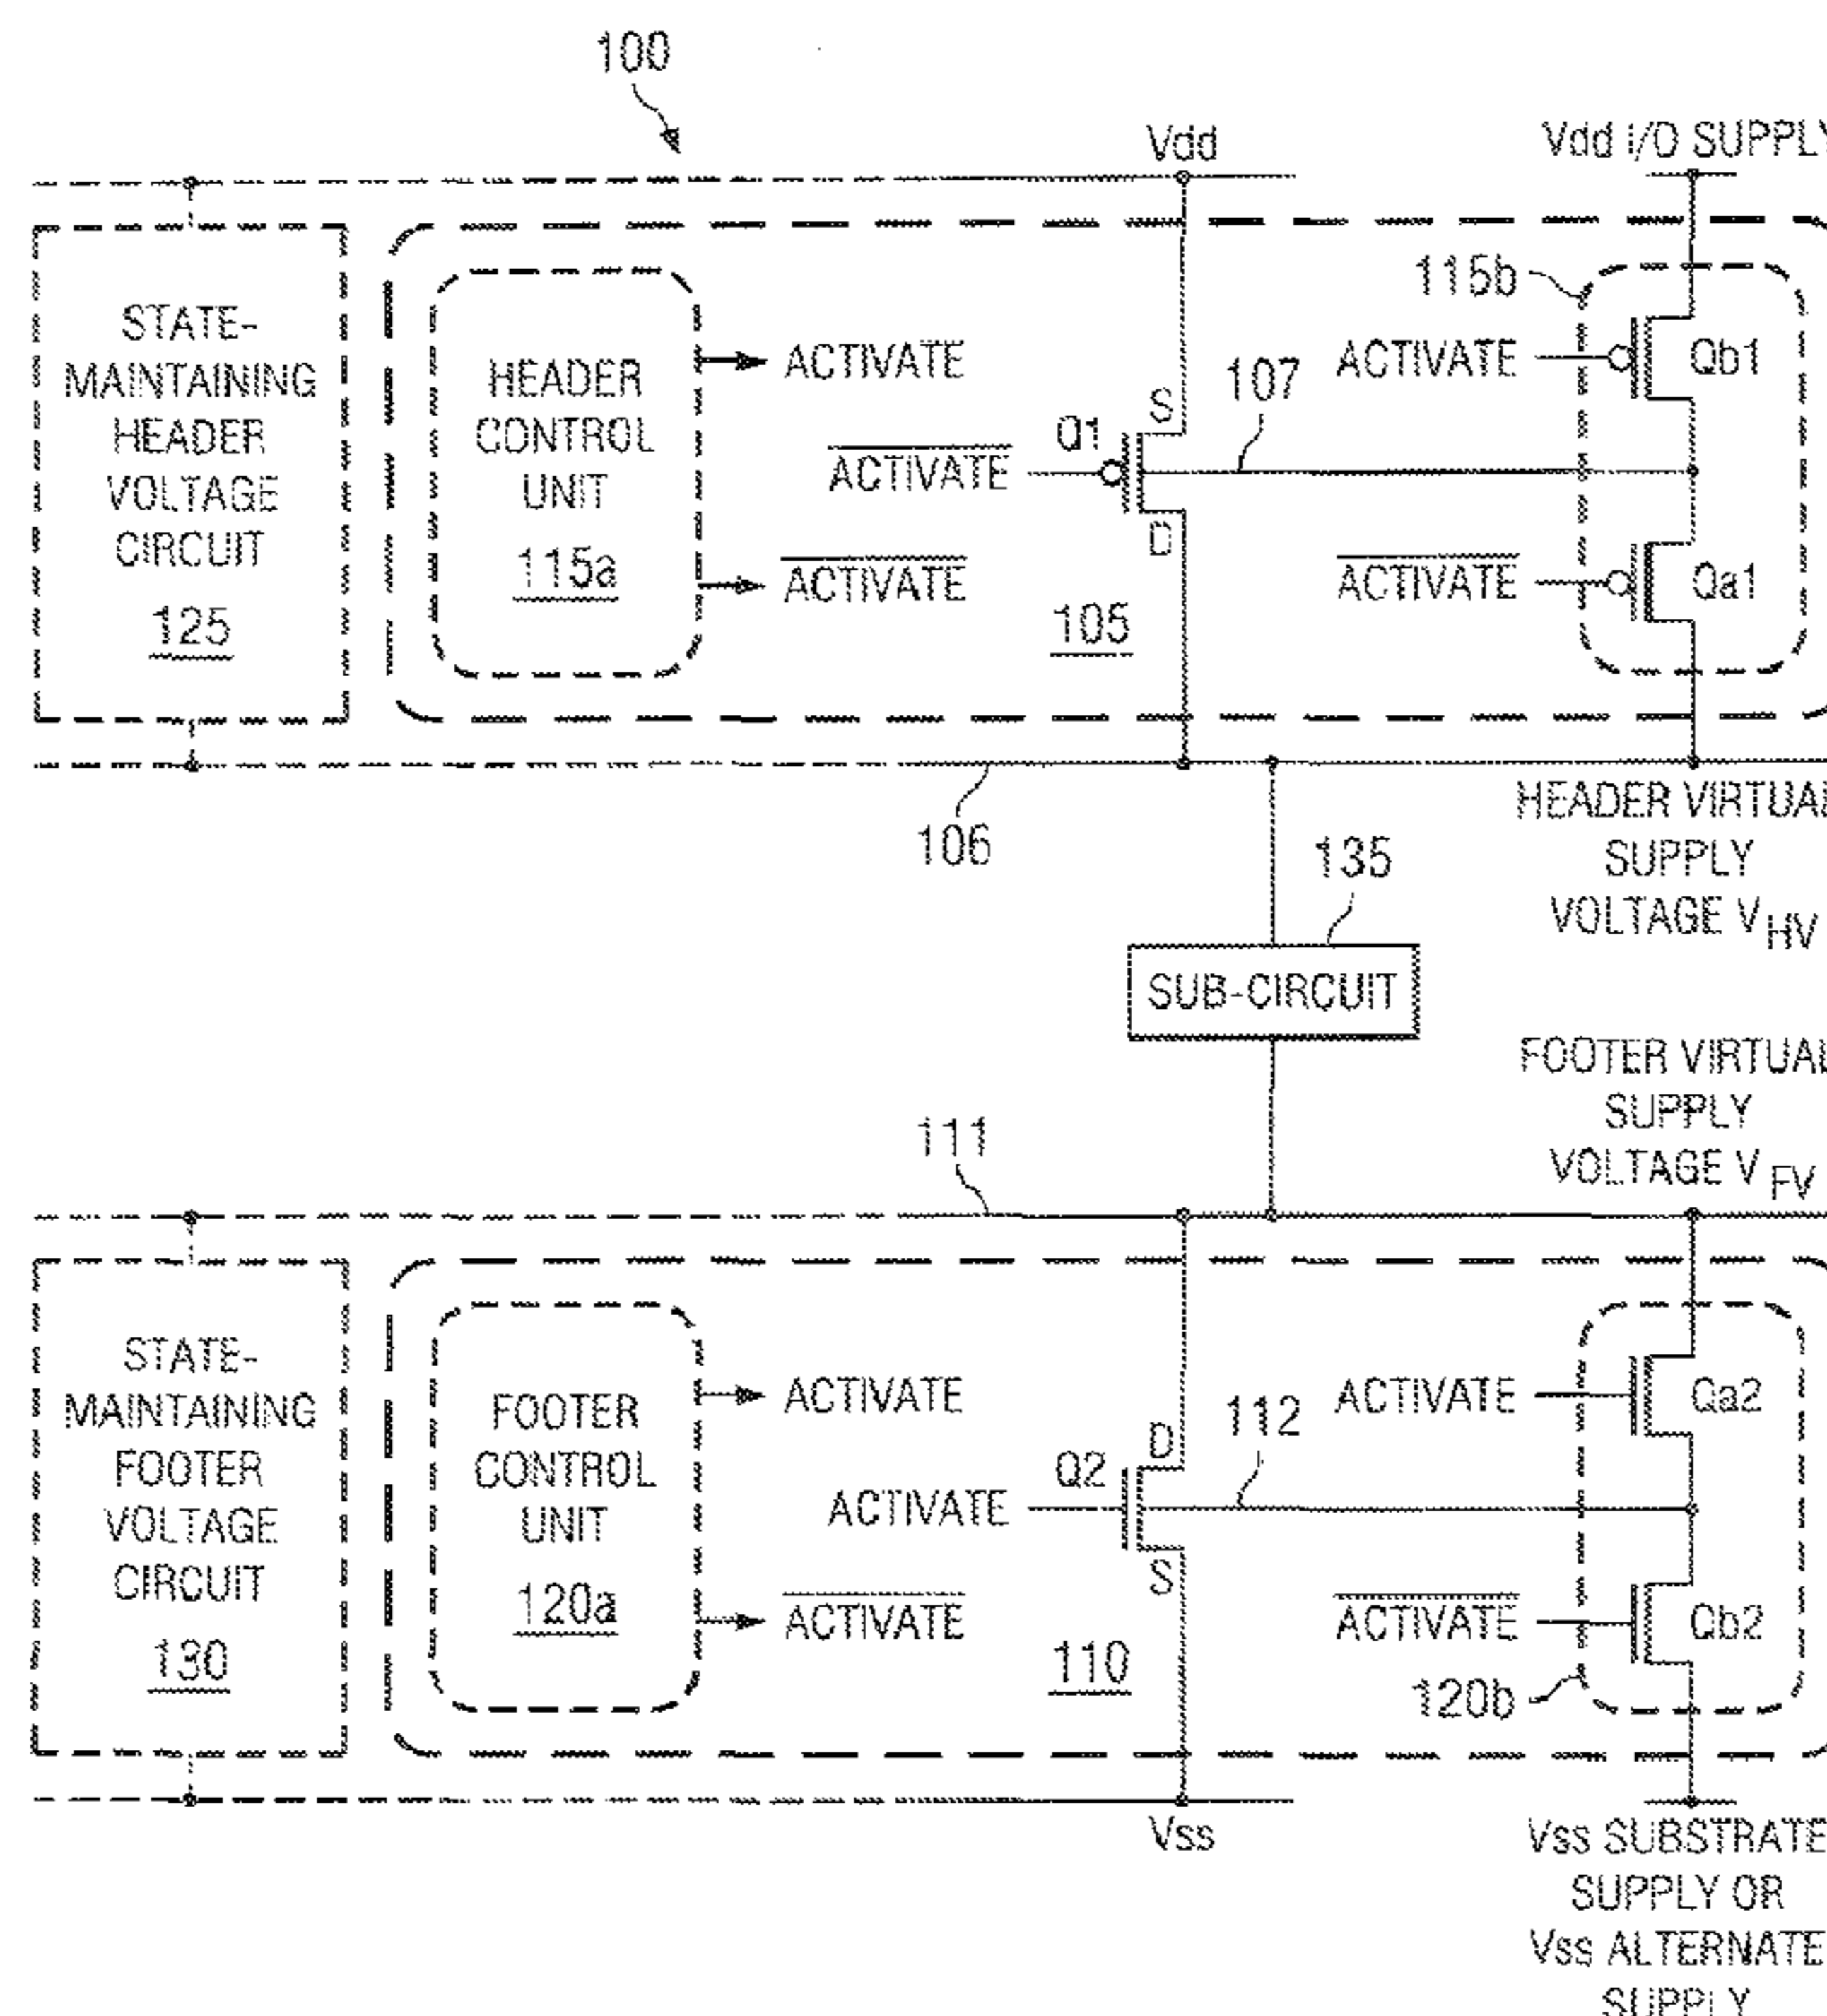 100
Vdd
Vdd I/O SUPPLY
STATE-
MAINTAINING
HEADER
VOLTAGE
CIRCUIT
125
HEADER
CONTROL
UNIT
115a
ACTIVATE
ACTIVATE
Q1
ACTIVATE
S
D
105
107
115b
ACTIVATE
Qb1
ACTIVATE
Qa1
106
HEADER VIRTUAL
SUPPLY
VOLTAGE V HV
135
SUB-CIRCUIT
FOOTER VIRTUAL
SUPPLY
VOLTAGE V FV
111
STATE-
MAINTAINING
FOOTER
VOLTAGE
CIRCUIT
130
FOOTER
CONTROL
UNIT
120a
ACTIVATE
ACTIVATE
Q2
ACTIVATE
D
S
110
112
ACTIVATE
Qa2
ACTIVATE
Qb2
120b
Vss
Vss SUBSTRATE
SUPPLY OR
Vss ALTERNATE
SUPPLY